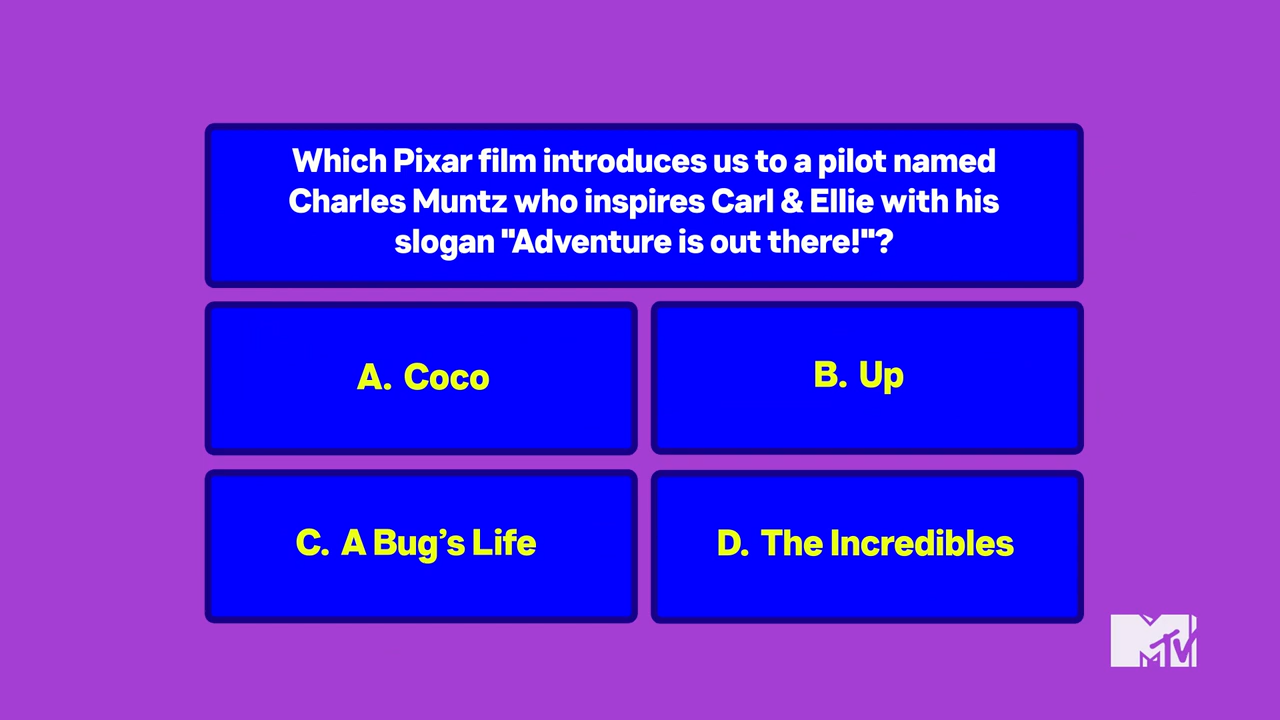 Which Pixar film introduces us to a pilot named
Charles Muntz who inspires Carl & Ellie with his
slogan "Adventure is out there!"?
A. Coco
B. Up
C. A Bug’s Life
D. The Incredibles
MTV